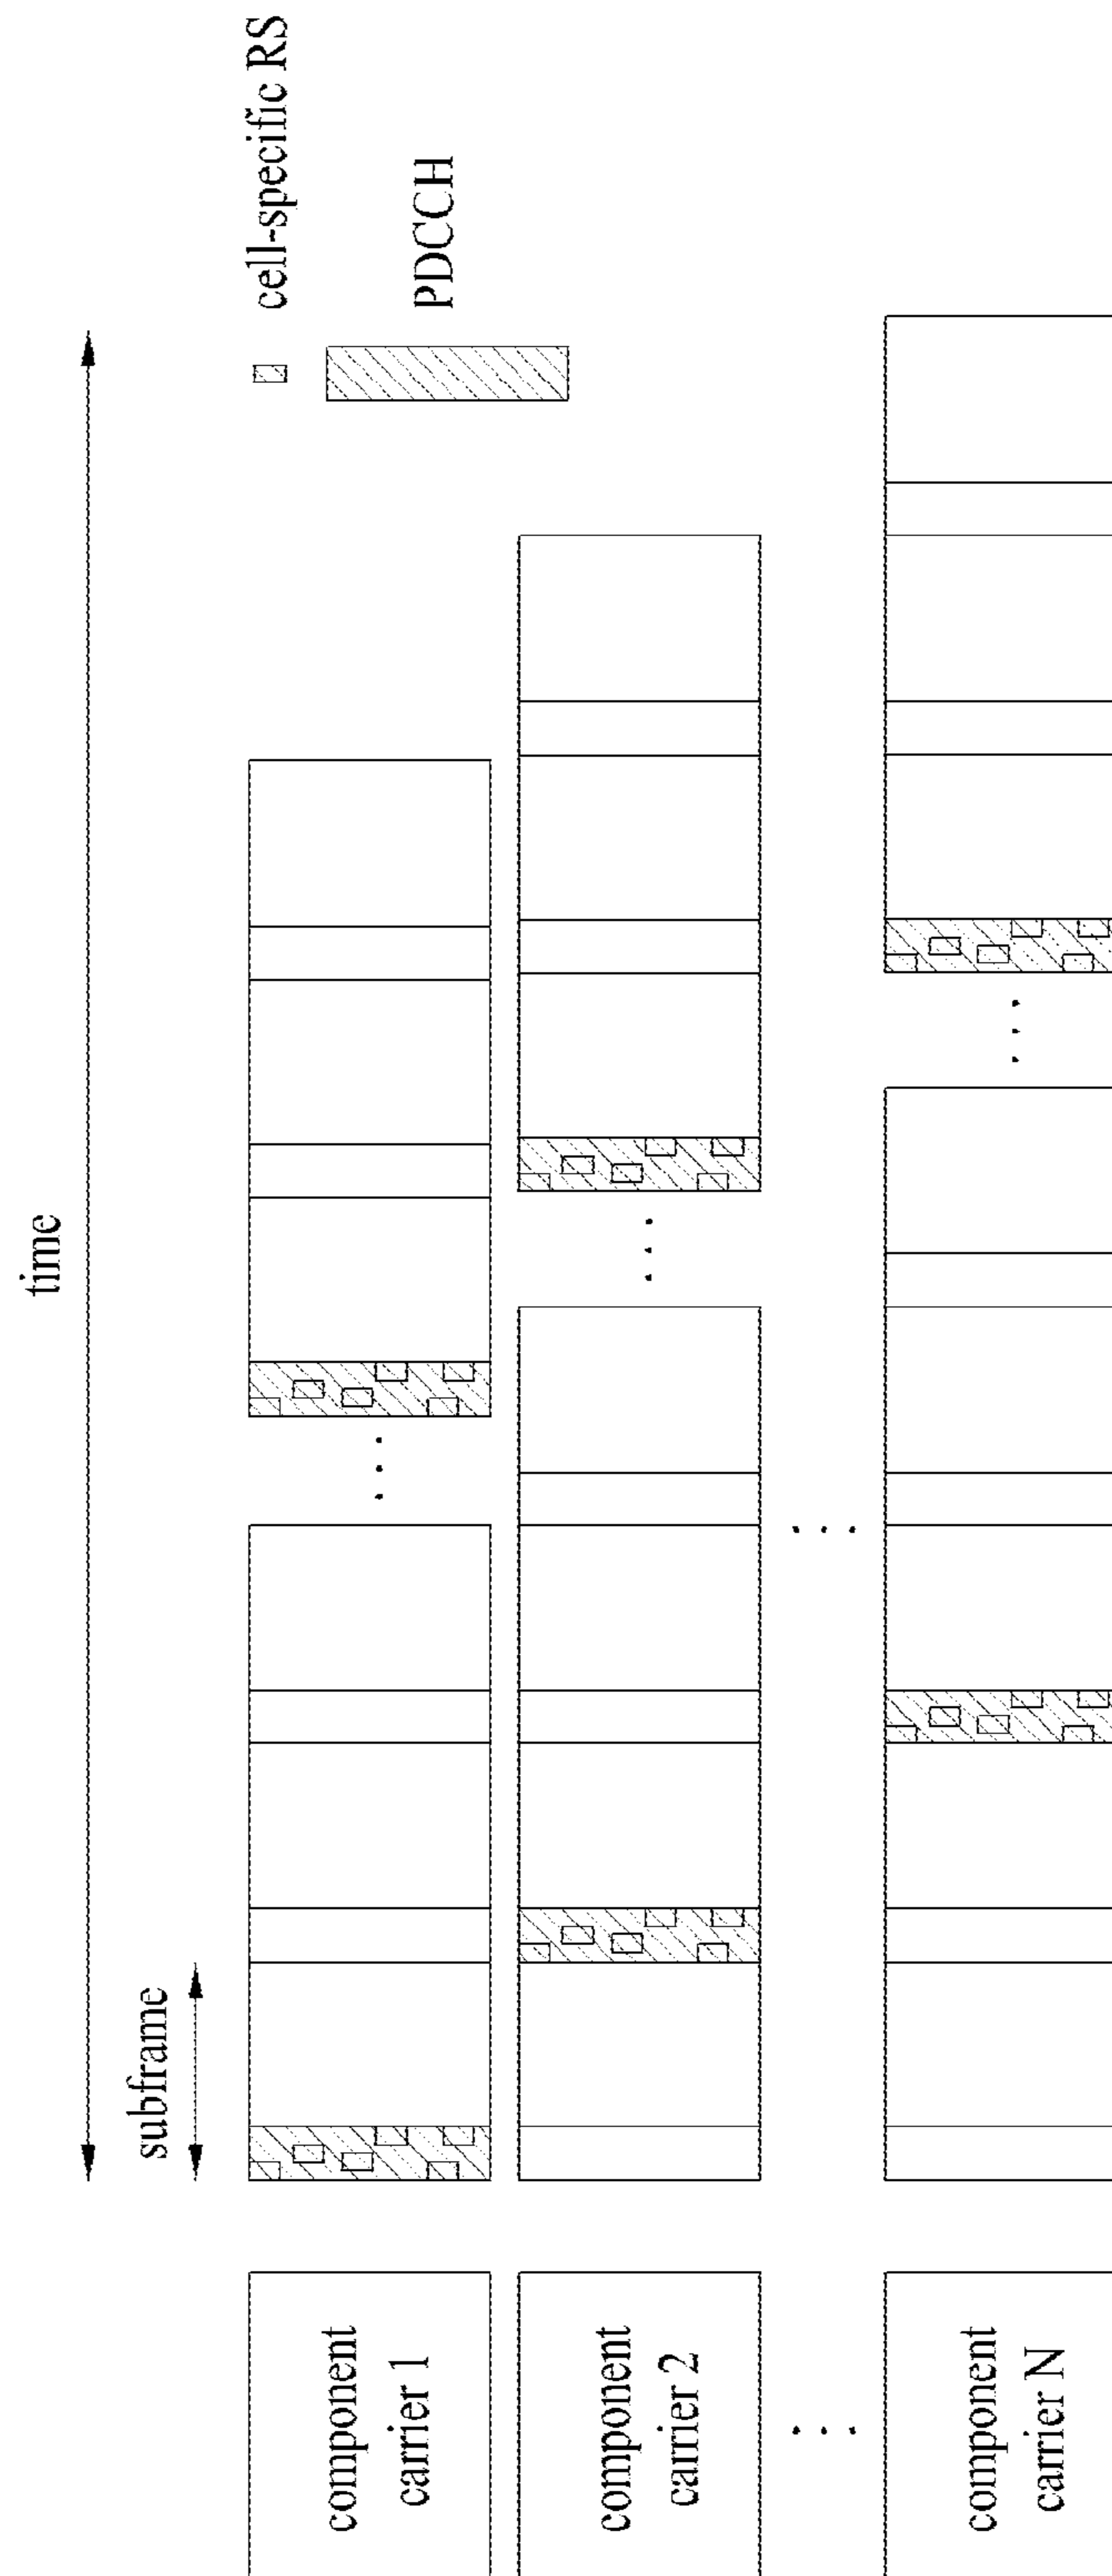 time
subframe
cell-specific RS
PDCCH
component
carrier 1
component
carrier 2
component
carrier N